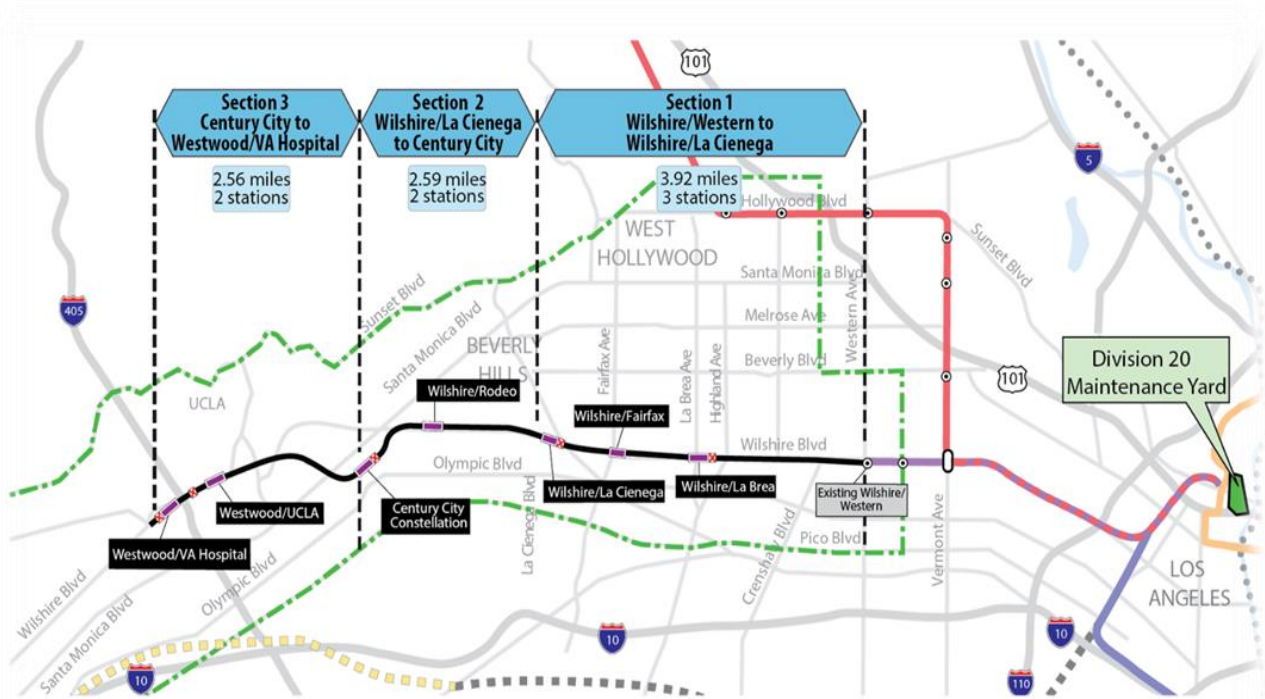 101
Section 3
Century City to
Westwood/VA Hospital
2.56 miles
2 stations
Section 2
Wilshire/La Cienega
to Century City
2.59 miles
2 stations
Section 1
Wilshire/Western to
Wilshire/La Cienega
3.92 miles
3 stations
5
Hollywood Blvd
WEST
HOLLYWOOD
Sunset Blvd
Santa Monica Blvd
405
Sunset Blvd
Santa Monica Blvd
Melrose Ave
Western Ave
BEVERLY
HILLS
Fairfax Ave
La Brea Ave
Highland Ave
Beverly Blvd
101
Division 20
Maintenance Yard
UCLA
Wilshire/Rodeo
Wilshire/Fairfax
Wilshire Blvd
Olympic Blvd
Wilshire/La Cienega
Wilshire/La Brea
Existing Wilshire/
Western
Westwood/UCLA
Century City
Constellation
La Cienega Blvd
Crenshaw Blvd
Pico Blvd
Vermont Ave
Westwood/VA Hospital
LOS
ANGELES
Wilshire Blvd
Santa Monica Blvd
Olympic Blvd
10
10
10
110